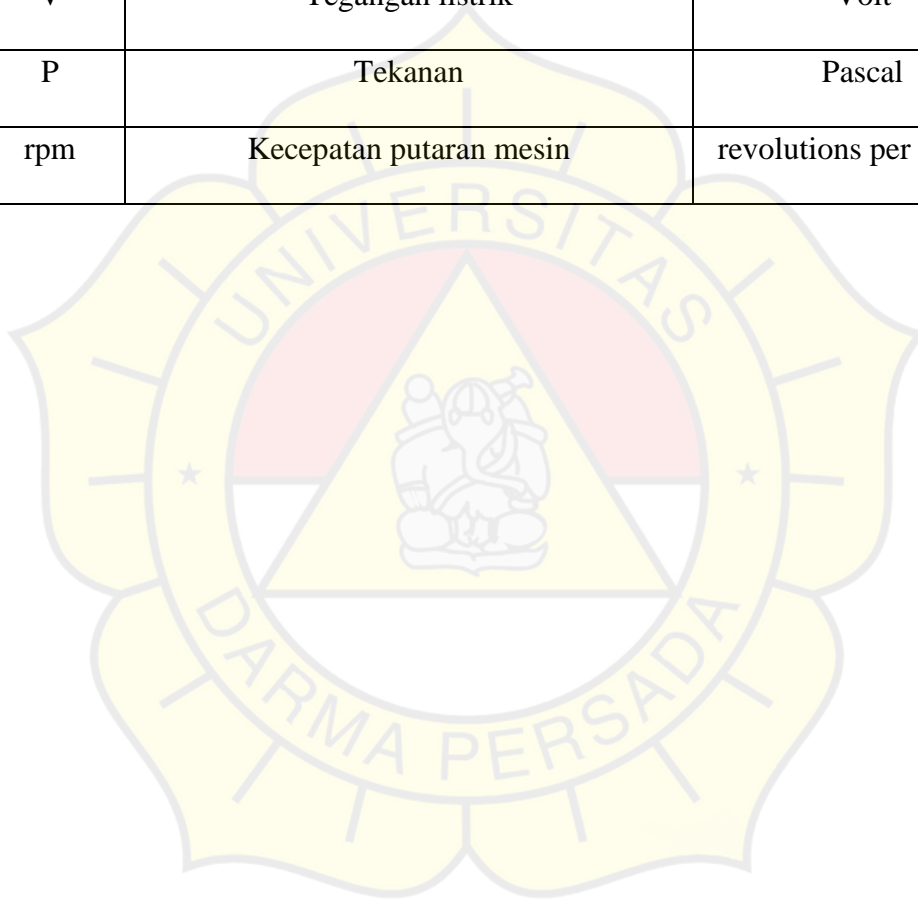 V Tegangan listrik Volt
P Tekanan Pascal
rpm Kecepatan putaran mesin revolutions per
UNIVERSITAS
DARMA PERSADA